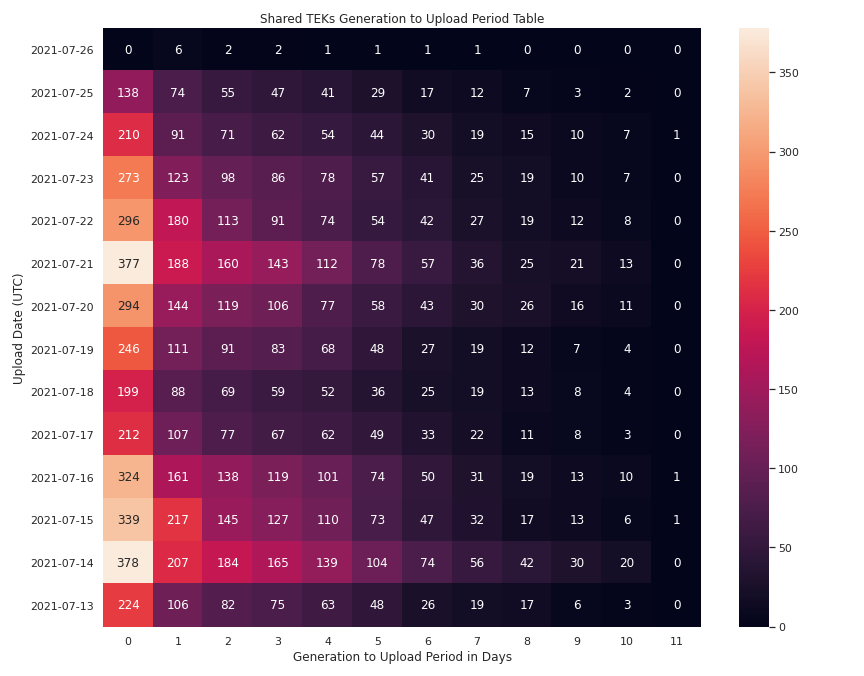 Shared TEKs Generation to Upload Period Table
Upload Date (UTC)
2021-07-26 0 6 2 2 1 1 1 1 0 0 0 0
2021-07-25 138 74 55 47 41 29 17 12 7 3 2 0
2021-07-24 210 91 71 62 54 44 30 19 15 10 7 1
2021-07-23 273 123 98 86 78 57 41 25 19 10 7 0
2021-07-22 296 180 113 91 74 54 42 27 19 12 8 0
2021-07-21 377 188 160 143 112 78 57 36 25 21 13 0
2021-07-20 294 144 119 106 77 58 43 30 26 16 11 0
2021-07-19 246 111 91 83 68 48 27 19 12 7 4 0
2021-07-18 199 88 69 59 52 36 25 19 13 8 4 0
2021-07-17 212 107 77 67 62 49 33 22 11 8 3 0
2021-07-16 324 161 138 119 101 74 50 31 19 13 10 1
2021-07-15 339 217 145 127 110 73 47 32 17 13 6 1
2021-07-14 378 207 184 165 139 104 74 56 42 30 20 0
2021-07-13 224 106 82 75 63 48 26 19 17 6 3 0
0 1 2 3 4 5 6 7 8 9 10 11
Generation to Upload Period in Days
350
300
250
200
150
100
50
0